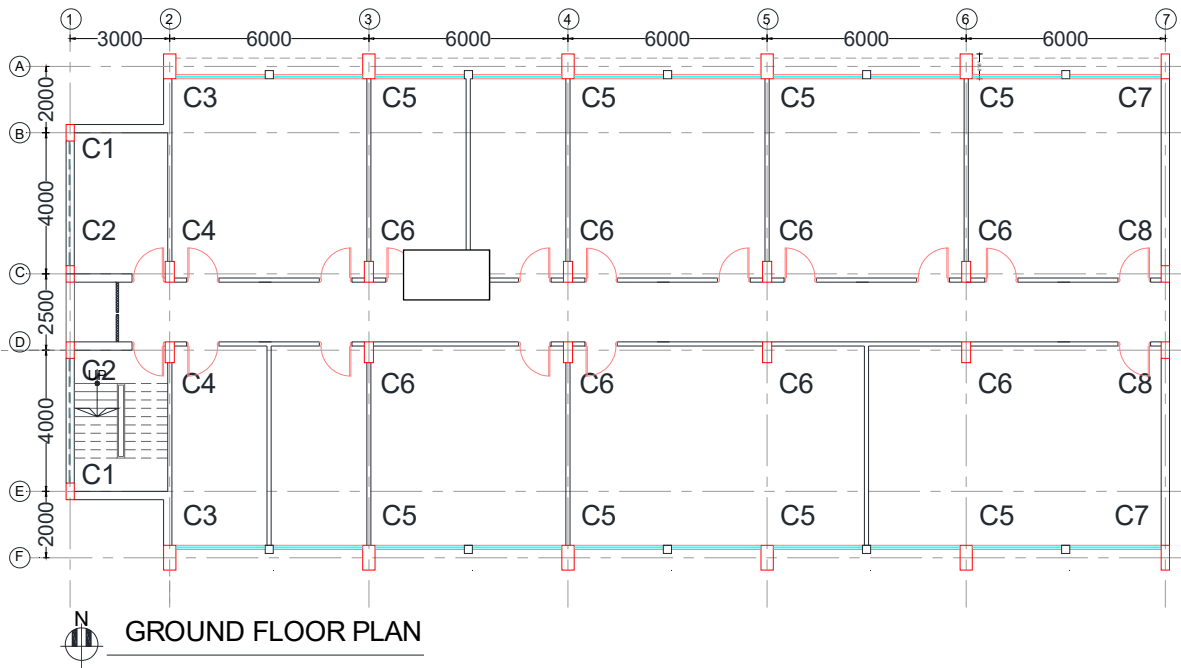 1 2 3 4 5 6 7
3000 6000 6000 6000 6000 6000
A
2000
C3 C5 C5 C5 C5 C7
B
C1
4000
C2 C4 C6 C6 C6 C6 C8
C
2500
D
C2 C4 C6 C6 C6 C6 C8
UP
4000
C1
E
2000
C3 C5 C5 C5 C5 C7
F
N
GROUND FLOOR PLAN